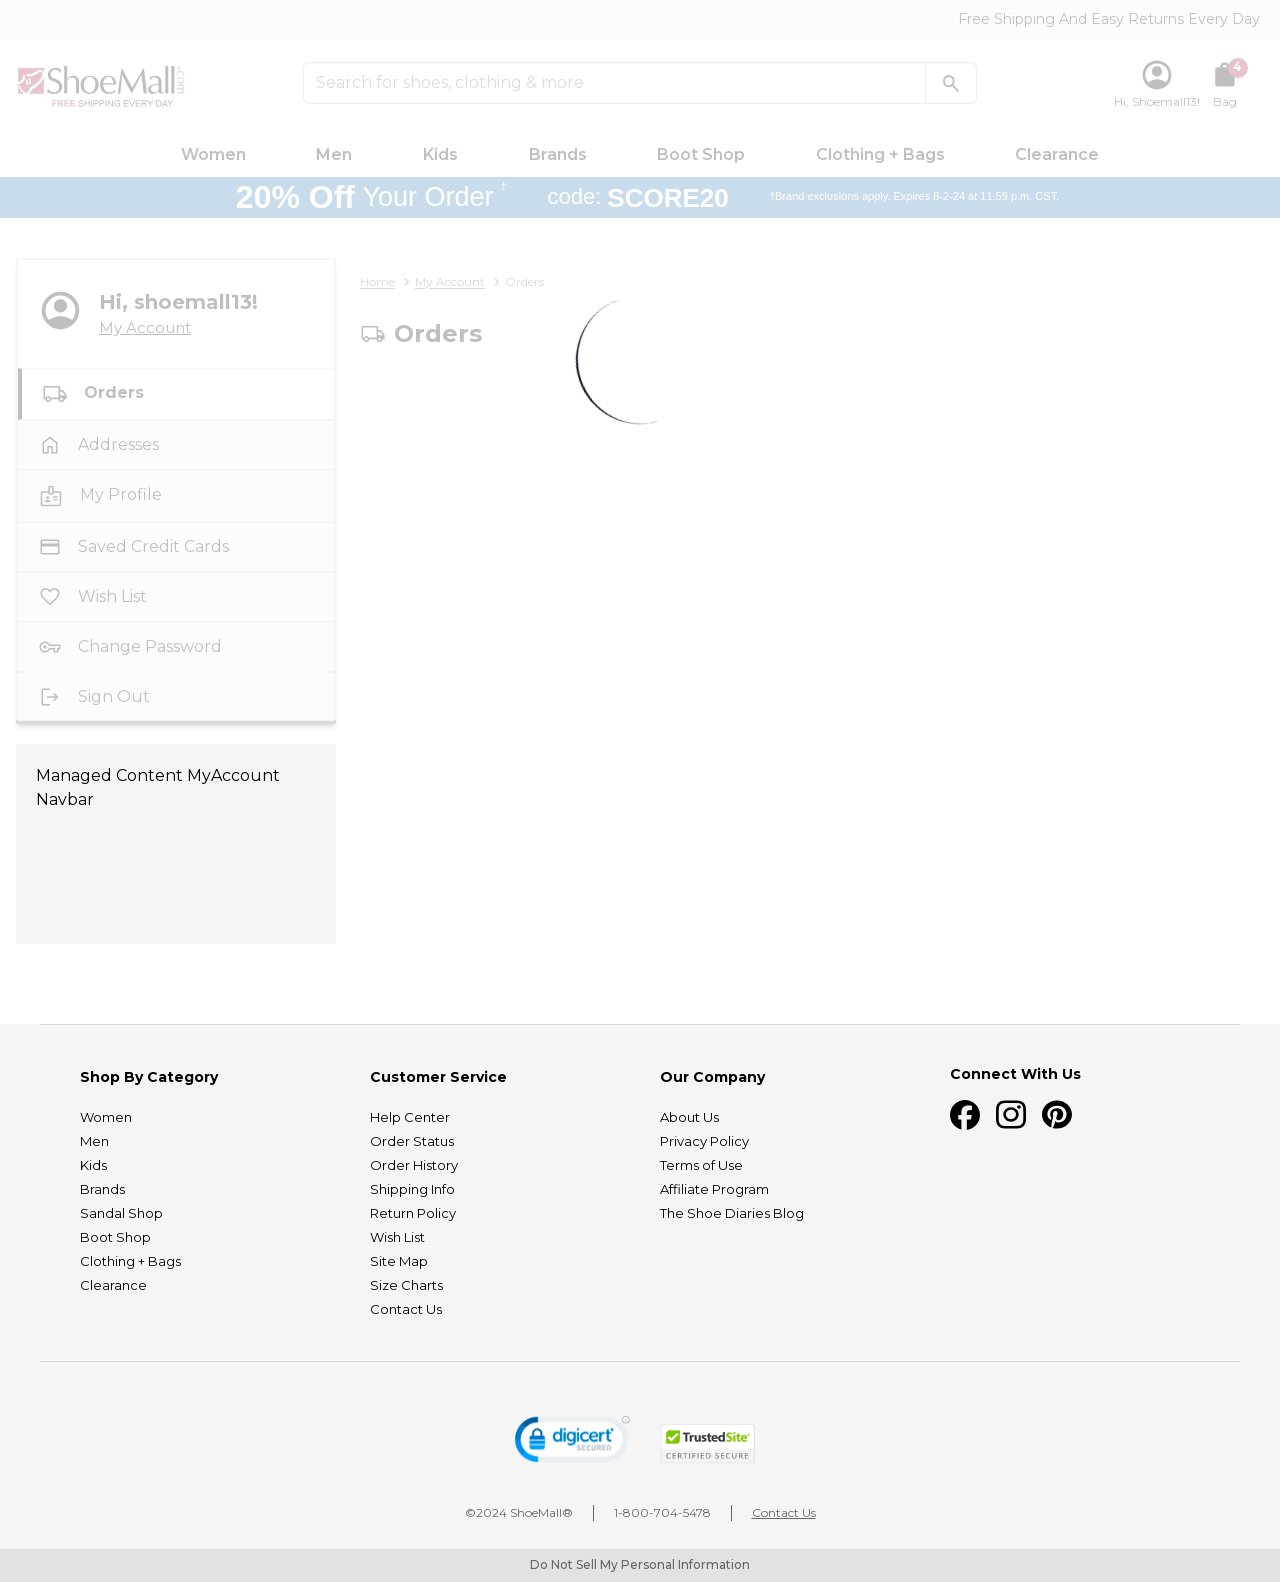 Free Shipping And Easy Returns Every Day
ShoeMall.com
FREE SHIPPING EVERY DAY
Search for shoes, clothing & more
4
Hi, Shoemall13!
Bag
Women
Men
Kids
Brands
Boot Shop
Clothing + Bags
Clearance
20% Off Your Order † code: SCORE20 †Brand exclusions apply. Expires 8-2-24 at 11:59 p.m. CST.
Hi, shoemall13!
My Account
Orders
Addresses
My Profile
Saved Credit Cards
Wish List
Change Password
Sign Out
Managed Content MyAccount
Navbar
Home > My Account > Orders
Orders
Shop By Category
Women
Men
Kids
Brands
Sandal Shop
Boot Shop
Clothing + Bags
Clearance
Customer Service
Help Center
Order Status
Order History
Shipping Info
Return Policy
Wish List
Site Map
Size Charts
Contact Us
Our Company
About Us
Privacy Policy
Terms of Use
Affiliate Program
The Shoe Diaries Blog
Connect With Us
digicert
SECURED
TrustedSite
CERTIFIED SECURE
©2024 ShoeMall®
1-800-704-5478
Contact Us
Do Not Sell My Personal Information